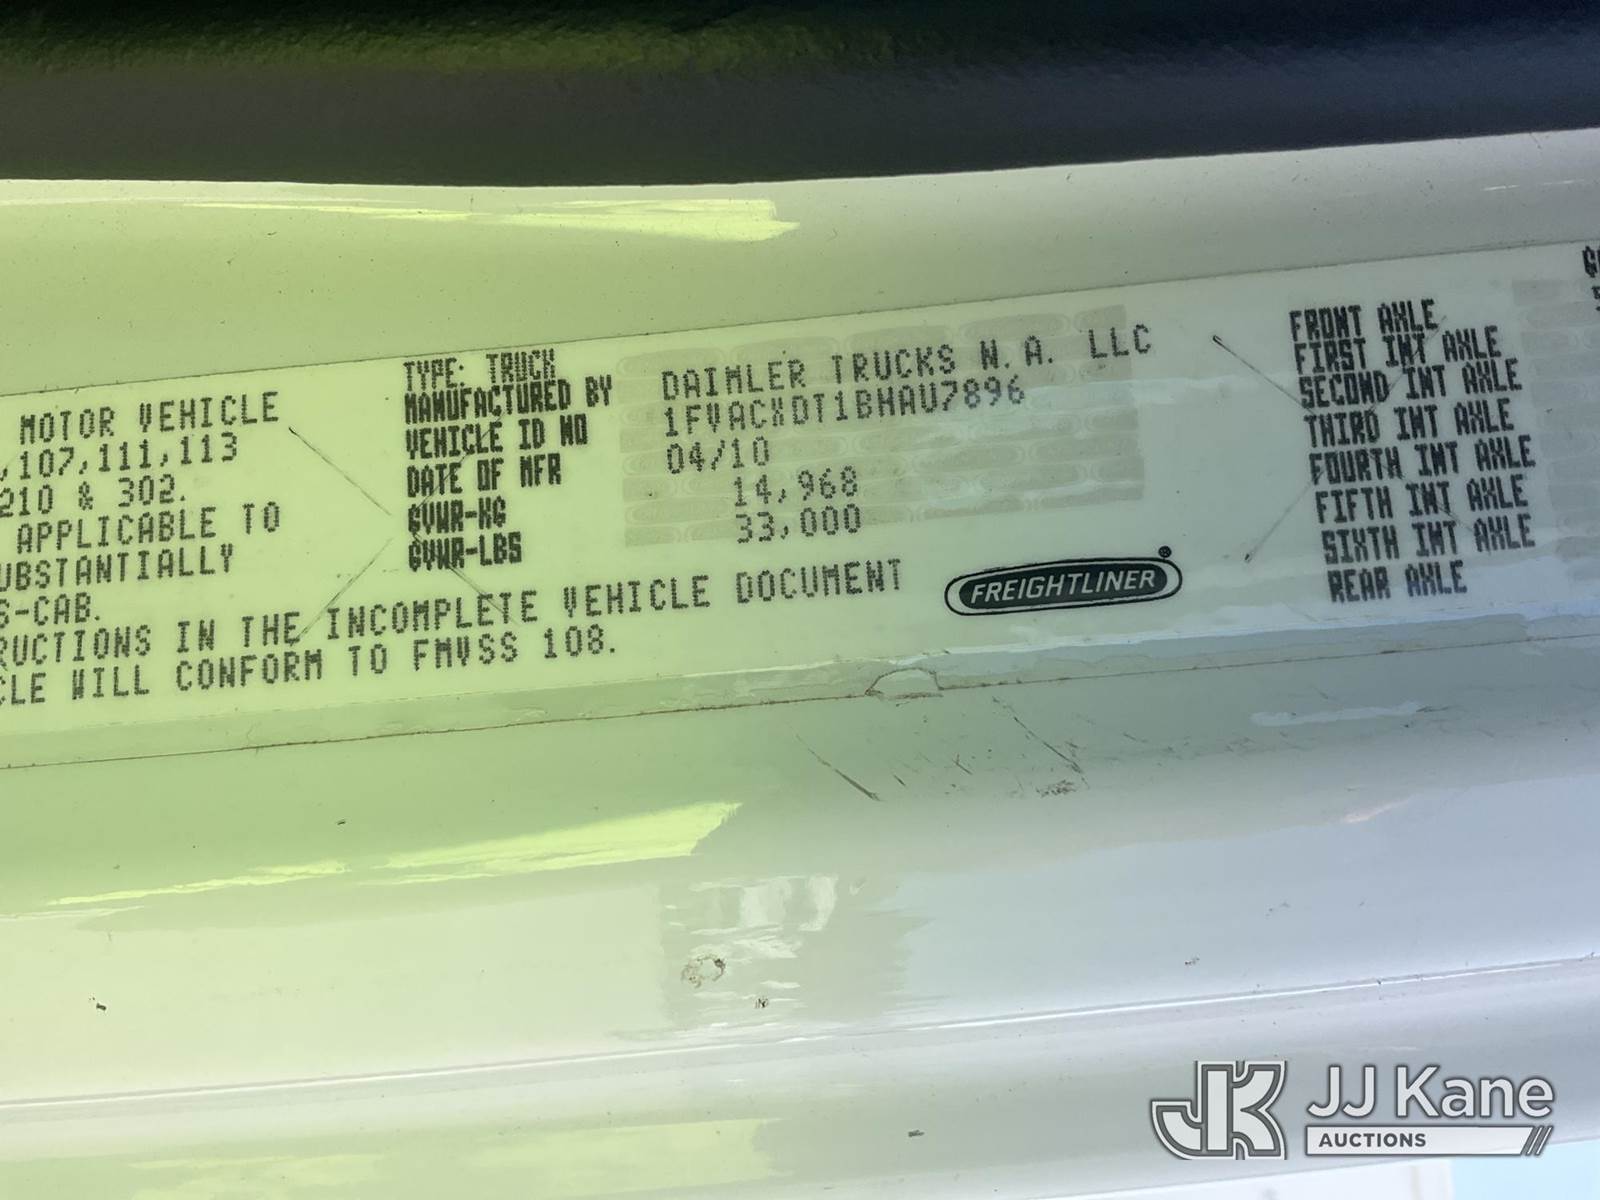 MOTOR VEHICLE
,107,111,113
210 & 302.
APPLICABLE TO
UBSTANTIALLY
S-CAB.
RUCTIONS IN THE INCOMPLETE VEHICLE DOCUMENT
CLE WILL CONFORM TO FMVSS 108.
TYPE: TRUCK
MANUFACTURED BY DAIMLER TRUCKS N.A. LLC
VEHICLE ID NO 1FVACXDT1BHAU7896
DATE OF MFR 04/10
GVWR-KG 14,968
GVWR-LBS 33,000
FREIGHTLINER
FRONT AXLE
FIRST INT AXLE
SECOND INT AXLE
THIRD INT AXLE
FOURTH INT AXLE
FIFTH INT AXLE
SIXTH INT AXLE
REAR AXLE
JK JJ Kane
AUCTIONS